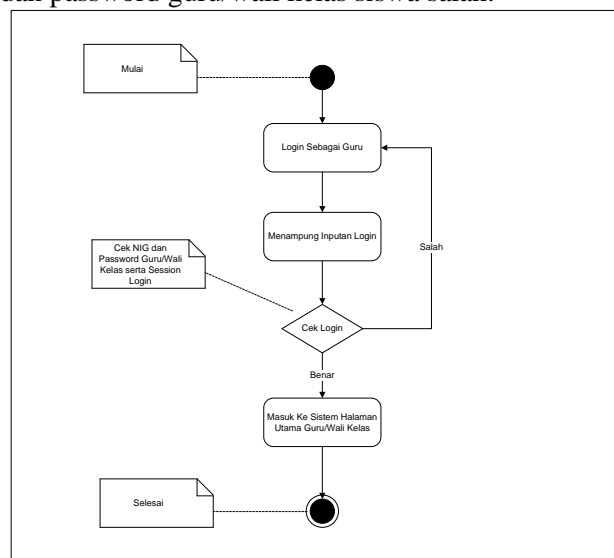 dan password guru/wali kelas siswa salah.
Mulai
Login Sebagai Guru
Menampung Inputan Login
Salah
Cek NIG dan
Password Guru/Wali
Kelas serta Session
Login
Cek Login
Benar
Masuk Ke Sistem Halaman
Utama Guru/Wali Kelas
Selesai